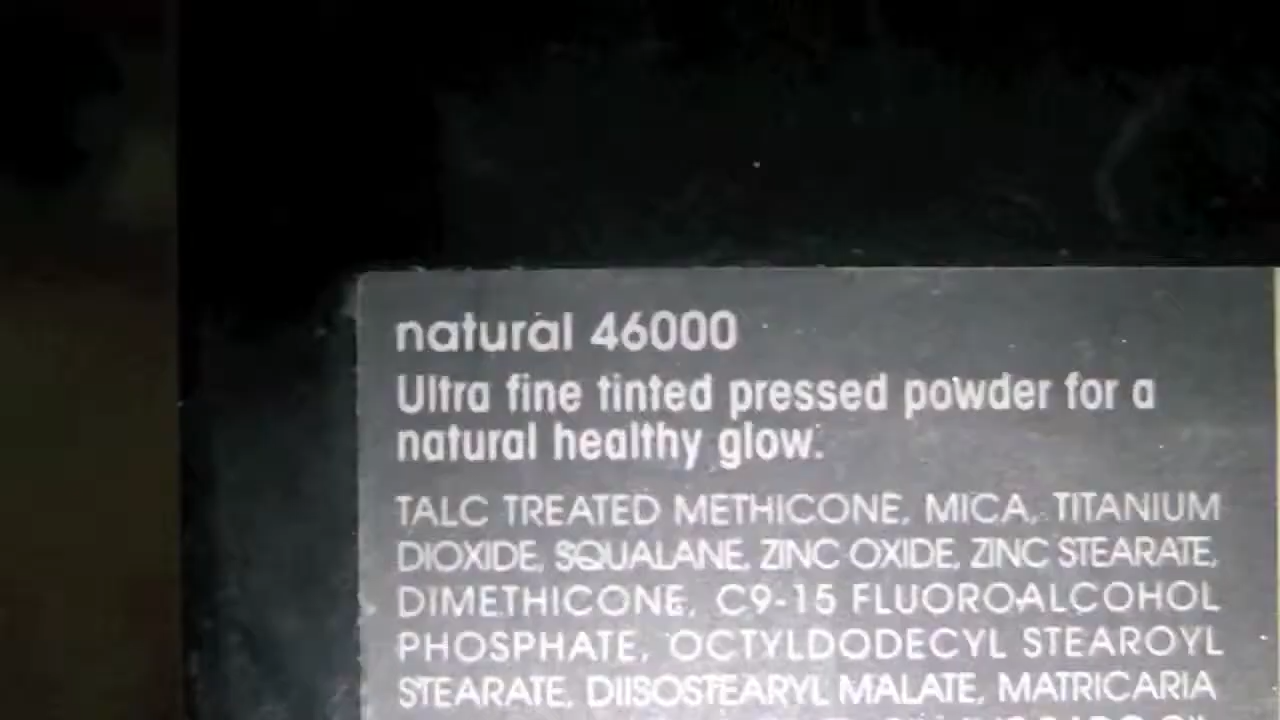 natural 46000
Ultra fine tinted pressed powder for a
natural healthy glow.
TALC TREATED METHICONE, MICA, TITANIUM
DIOXIDE, SQUALANE, ZINC OXIDE, ZINC STEARATE,
DIMETHICONE, C9-15 FLUOROALCOHOL
PHOSPHATE, OCTYLDODECYL STEAROYL
STEARATE, DIISOSTEARYL MALATE, MATRICARIA